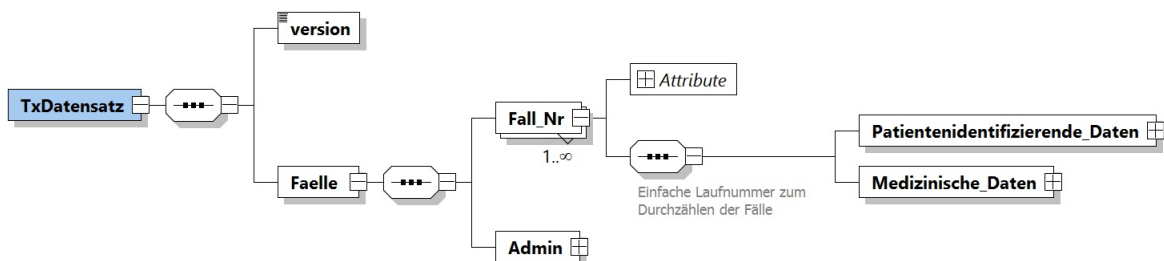 version
TxDatensatz
Faelle
Fall_Nr
1..∞
Attribute
Einfache Laufnummer zum
Durchzählen der Fälle
Patientenidentifizierende_Daten
Medizinische_Daten
Admin